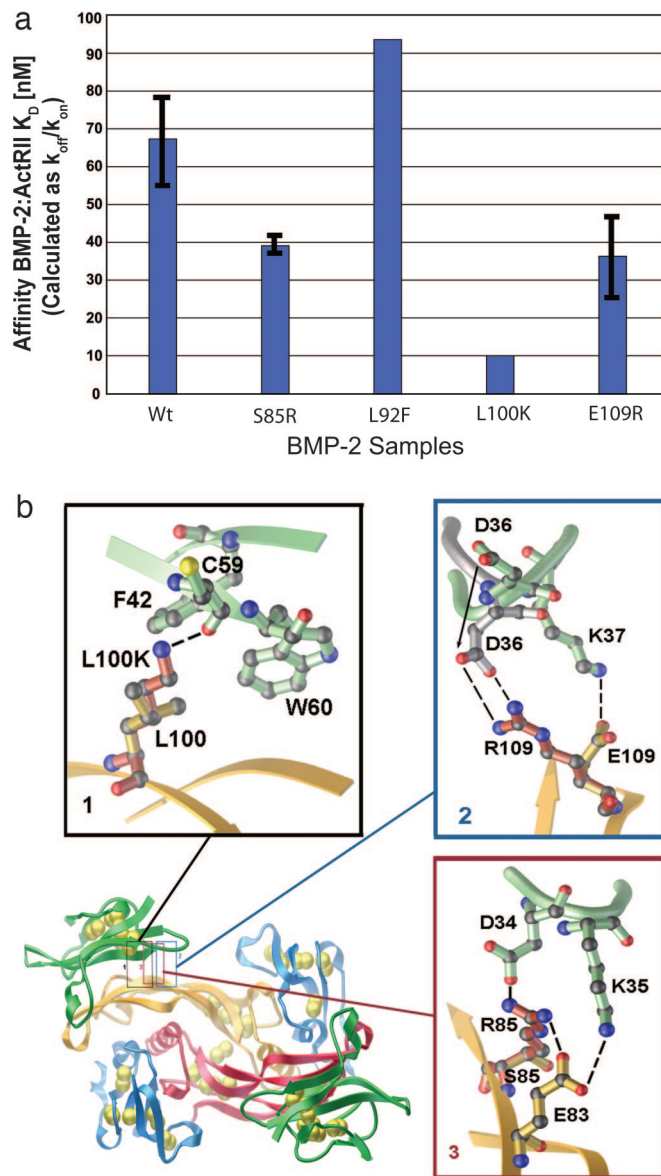 a
Affinity BMP-2:ActRII K_D [nM]
(Calculated as k_off/k_on)
100
90
80
70
60
50
40
30
20
10
0
Wt S85R L92F L100K E109R
BMP-2 Samples
b
C59
F42
L100K
W60
L100
1
D36
D36
K37
R109
E109
2
D34
K35
R85
S85
E83
3
1
3
2